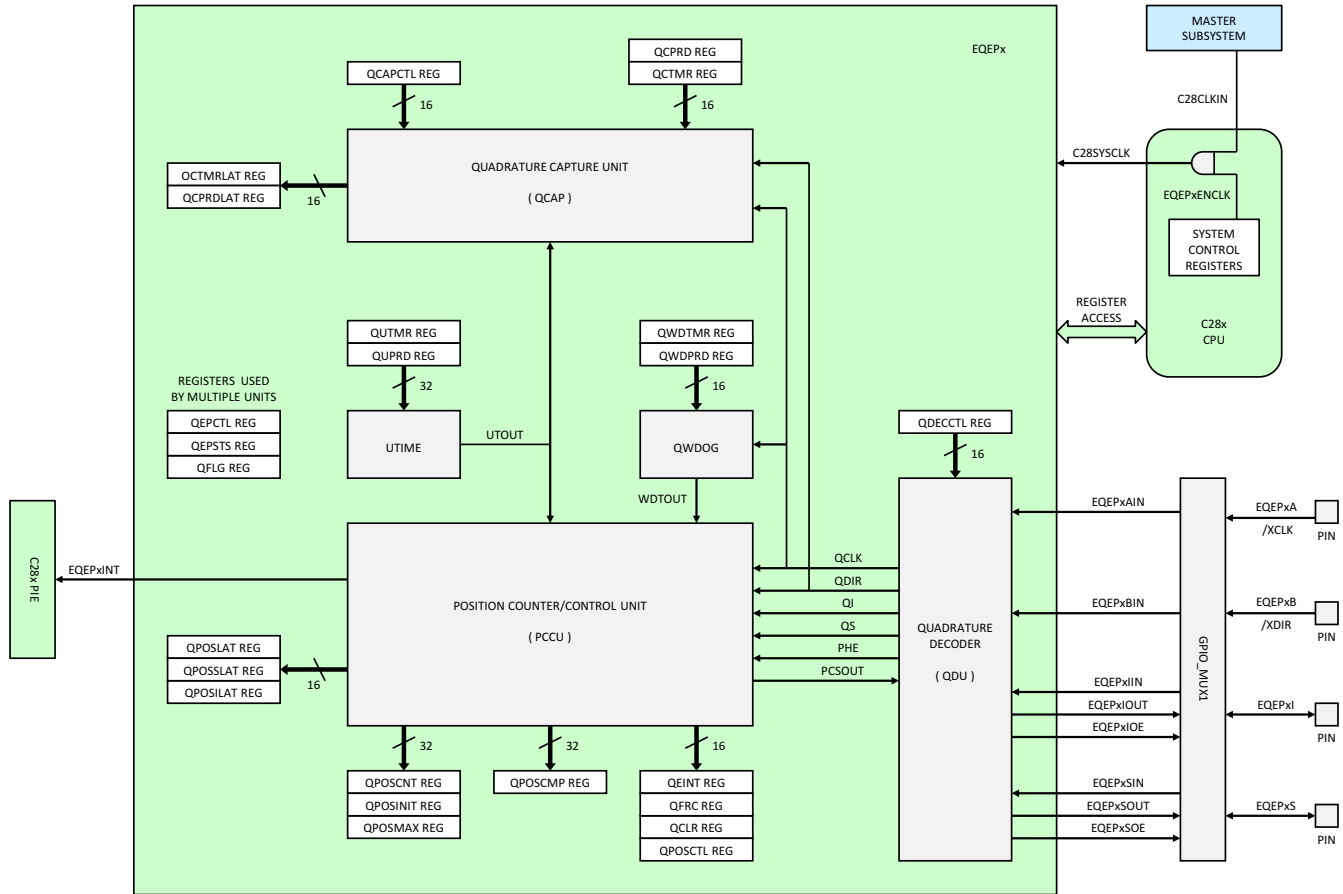 EQEPx
MASTER
SUBSYSTEM
QCPRD REG
QCTMR REG
QCAPCTL REG
16
16
C28CLKIN
C28SYSCLK
EQEPxENCLK
SYSTEM
CONTROL
REGISTERS
C28x
CPU
REGISTER
ACCESS
QUADRATURE CAPTURE UNIT
( QCAP )
OCTMRLAT REG
QCPRDLAT REG
16
QUTMR REG
QUPRD REG
32
QWDTMR REG
QWDPRD REG
16
REGISTERS USED
BY MULTIPLE UNITS
QEPCTL REG
QEPSTS REG
QFLG REG
UTIME
UTOUT
QWDOG
WDTOUT
QDECCTL REG
16
C28x PIE
EQEPxINT
POSITION COUNTER/CONTROL UNIT
( PCCU )
QCLK
QDIR
QI
QS
PHE
PCSOUT
QUADRATURE
DECODER
( QDU )
EQEPxAIN
EQEPxBIN
EQEPxIIN
EQEPxIOUT
EQEPxIOE
EQEPxSIN
EQEPxSOUT
EQEPxSOE
GPIO_MUX1
EQEPxA
/XCLK
PIN
EQEPxB
/XDIR
PIN
EQEPxI
PIN
EQEPxS
PIN
QPOSLAT REG
QPOSSLAT REG
QPOSILAT REG
16
32
32
16
QPOSCNT REG
QPOSINIT REG
QPOSMAX REG
QPOSCMP REG
QEINT REG
QFRC REG
QCLR REG
QPOSCTL REG